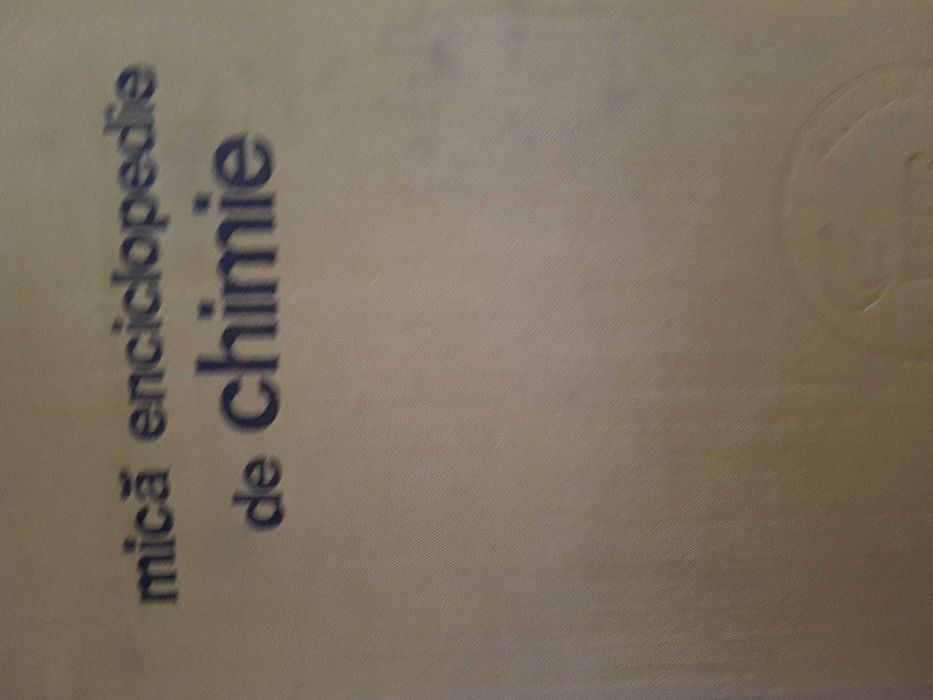 mică enciclopedie
de chimie